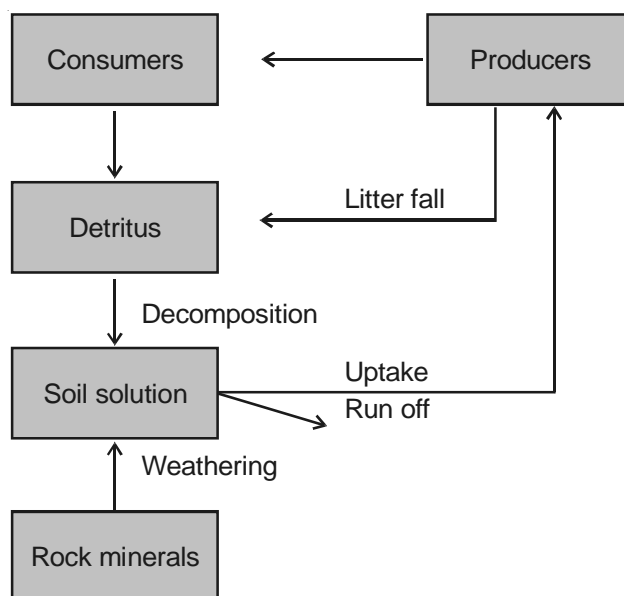 Consumers
Producers
Litter fall
Detritus
Decomposition
Uptake
Soil solution
Run off
Weathering
Rock minerals